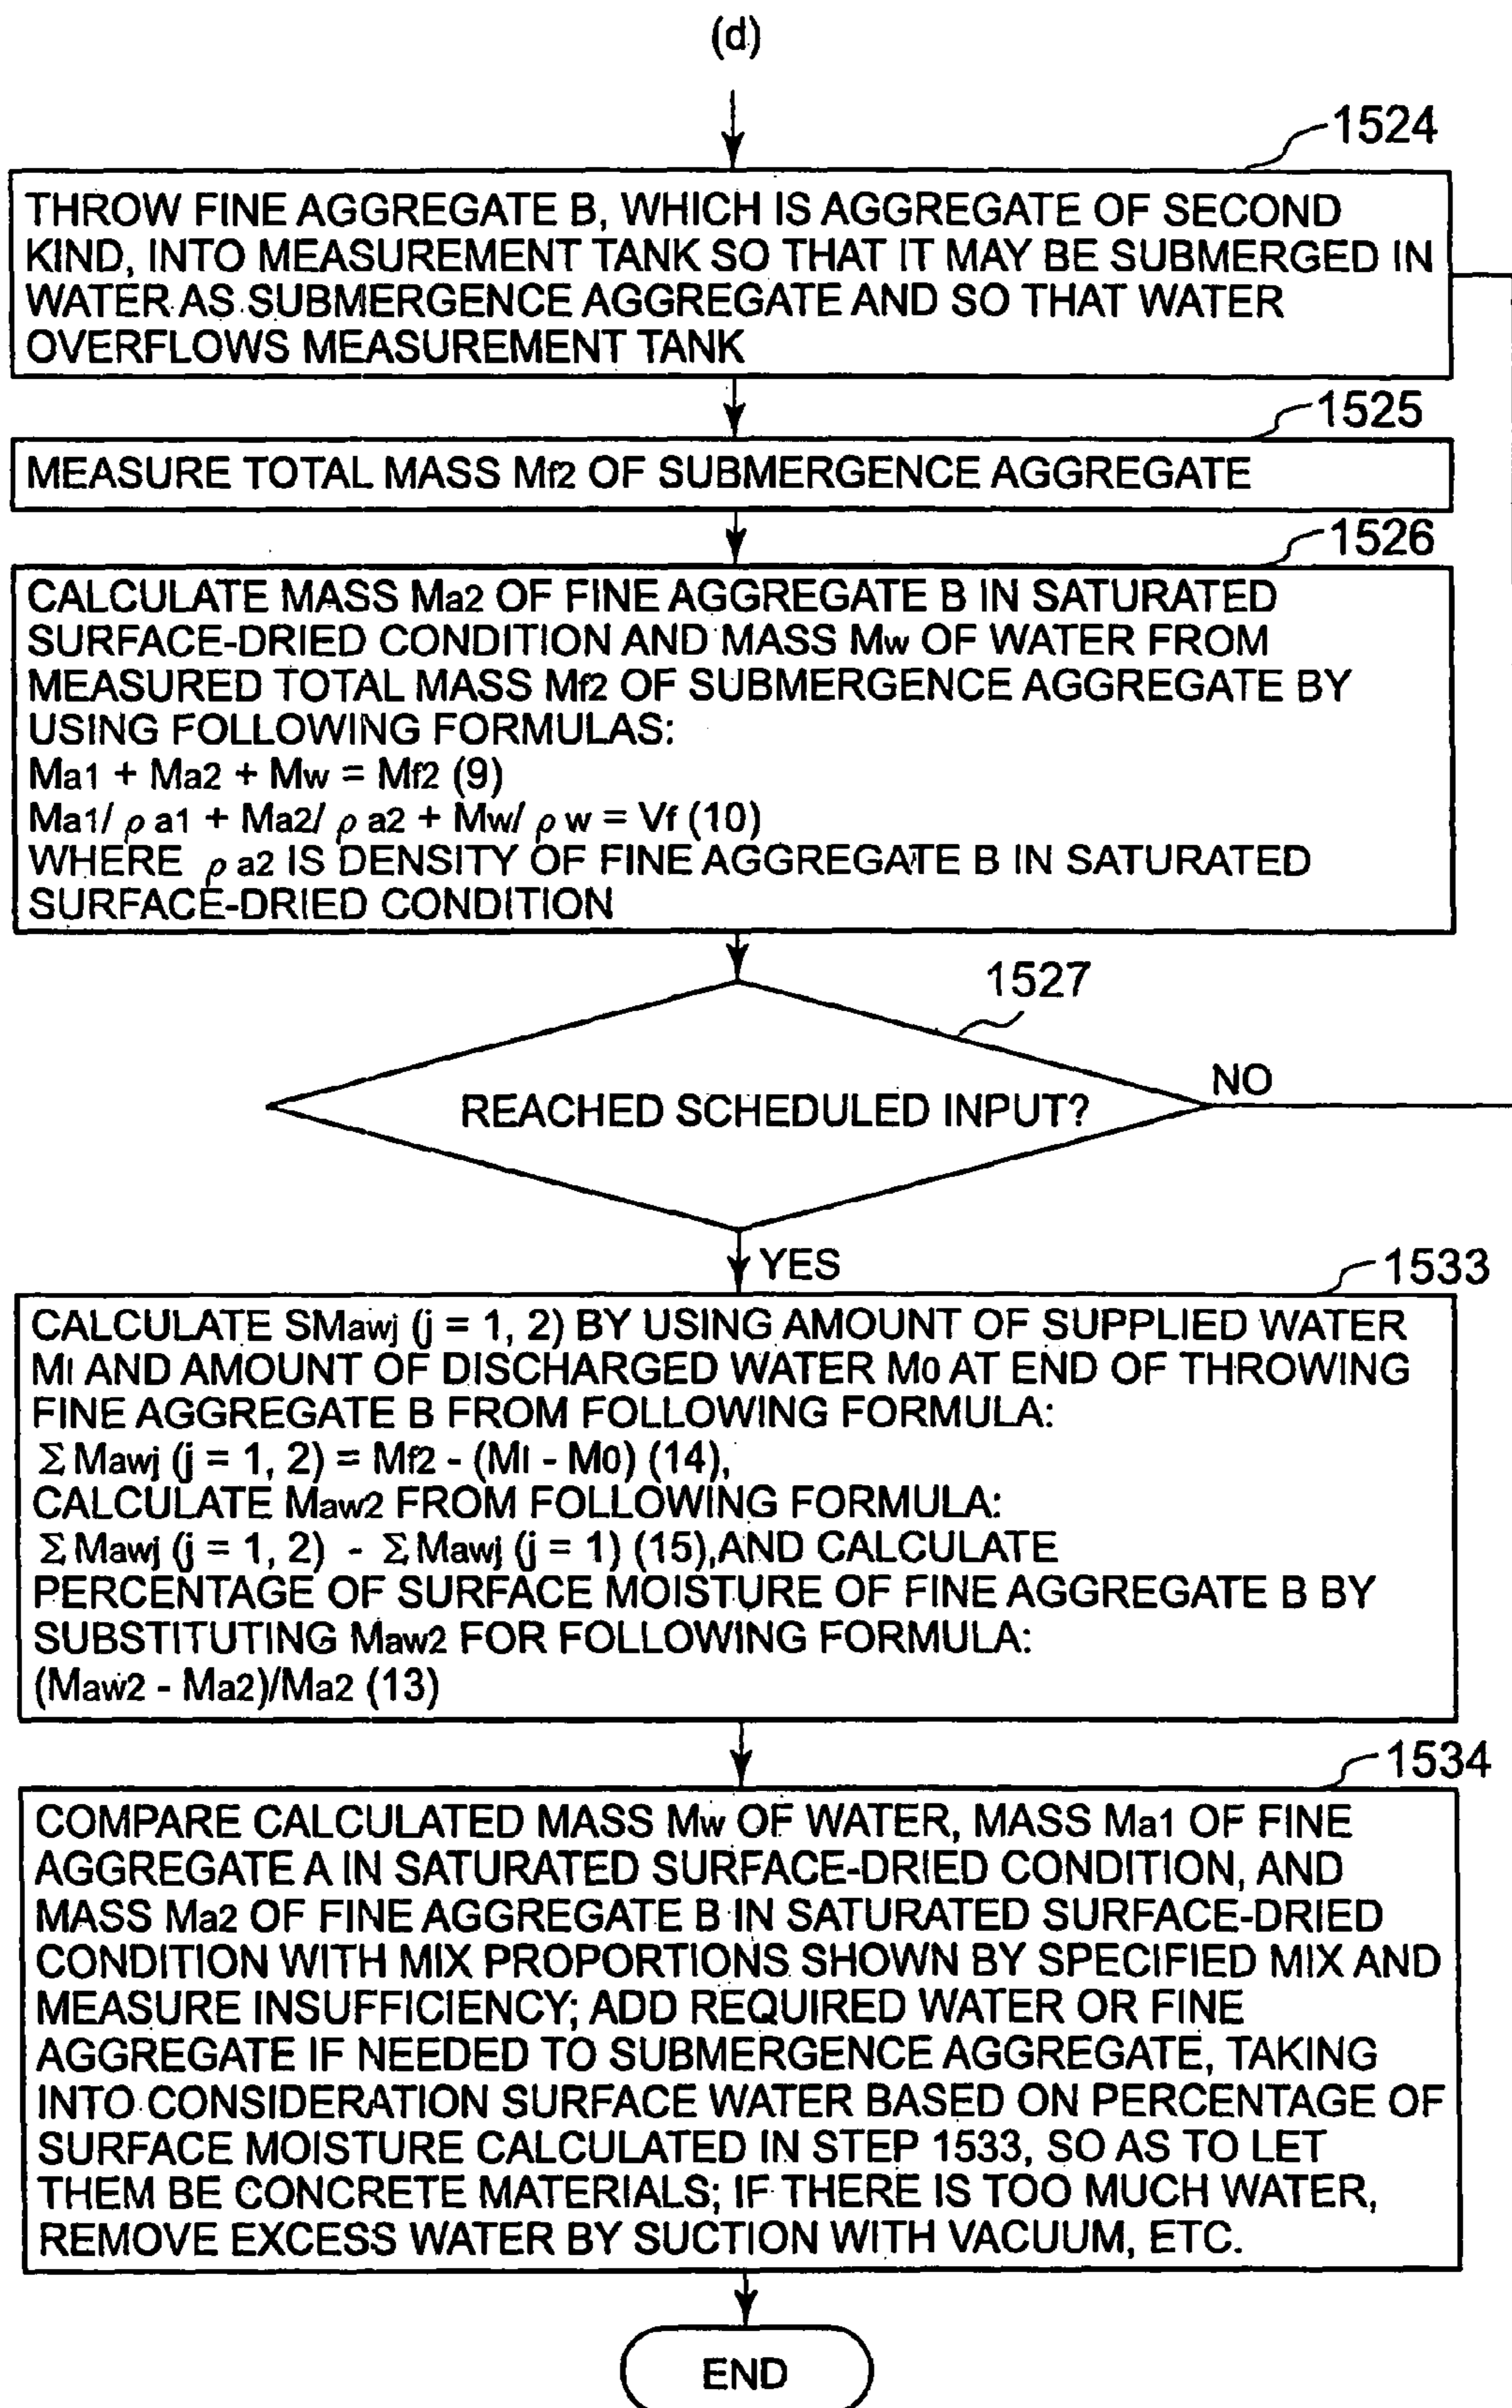 (d)
1524
THROW FINE AGGREGATE B, WHICH IS AGGREGATE OF SECOND
KIND, INTO MEASUREMENT TANK SO THAT IT MAY BE SUBMERGED IN
WATER AS SUBMERGENCE AGGREGATE AND SO THAT WATER
OVERFLOWS MEASUREMENT TANK
1525
MEASURE TOTAL MASS Mf2 OF SUBMERGENCE AGGREGATE
1526
CALCULATE MASS Ma2 OF FINE AGGREGATE B IN SATURATED
SURFACE-DRIED CONDITION AND MASS Mw OF WATER FROM
MEASURED TOTAL MASS Mf2 OF SUBMERGENCE AGGREGATE BY
USING FOLLOWING FORMULAS:
Ma1 + Ma2 + Mw = Mf2 (9)
Ma1/ ρ a1 + Ma2/ ρ a2 + Mw/ ρ w = Vf (10)
WHERE ρ a2 IS DENSITY OF FINE AGGREGATE B IN SATURATED
SURFACE-DRIED CONDITION
1527
REACHED SCHEDULED INPUT?
NO
YES
1533
CALCULATE SMawj (j = 1, 2) BY USING AMOUNT OF SUPPLIED WATER
MI AND AMOUNT OF DISCHARGED WATER M0 AT END OF THROWING
FINE AGGREGATE B FROM FOLLOWING FORMULA:
Σ Mawj (j = 1, 2) = Mf2 - (MI - M0) (14),
CALCULATE Maw2 FROM FOLLOWING FORMULA:
Σ Mawj (j = 1, 2) - Σ Mawj (j = 1) (15),AND CALCULATE
PERCENTAGE OF SURFACE MOISTURE OF FINE AGGREGATE B BY
SUBSTITUTING Maw2 FOR FOLLOWING FORMULA:
(Maw2 - Ma2)/Ma2 (13)
1534
COMPARE CALCULATED MASS Mw OF WATER, MASS Ma1 OF FINE
AGGREGATE A IN SATURATED SURFACE-DRIED CONDITION, AND
MASS Ma2 OF FINE AGGREGATE B IN SATURATED SURFACE-DRIED
CONDITION WITH MIX PROPORTIONS SHOWN BY SPECIFIED MIX AND
MEASURE INSUFFICIENCY; ADD REQUIRED WATER OR FINE
AGGREGATE IF NEEDED TO SUBMERGENCE AGGREGATE, TAKING
INTO CONSIDERATION SURFACE WATER BASED ON PERCENTAGE OF
SURFACE MOISTURE CALCULATED IN STEP 1533, SO AS TO LET
THEM BE CONCRETE MATERIALS; IF THERE IS TOO MUCH WATER,
REMOVE EXCESS WATER BY SUCTION WITH VACUUM, ETC.
END